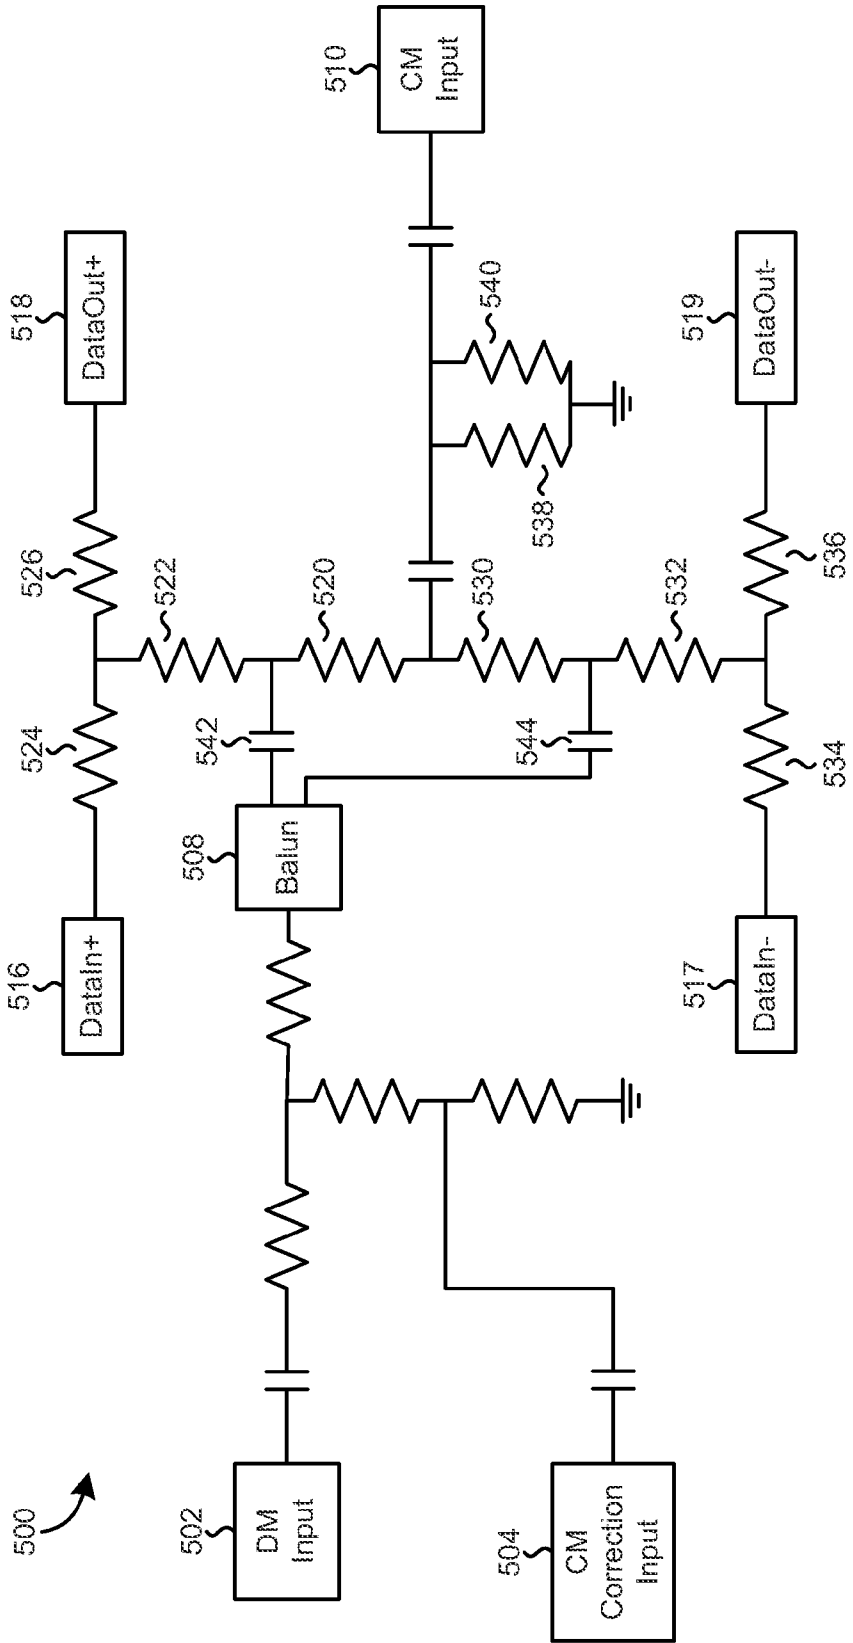 500
502
DM
Input
504
CM
Correction
Input
516
DataIn+
524
526
518
DataOut+
522
508
Balun
542
520
510
CM
Input
544
530
538
540
532
517
DataIn-
534
536
519
DataOut-